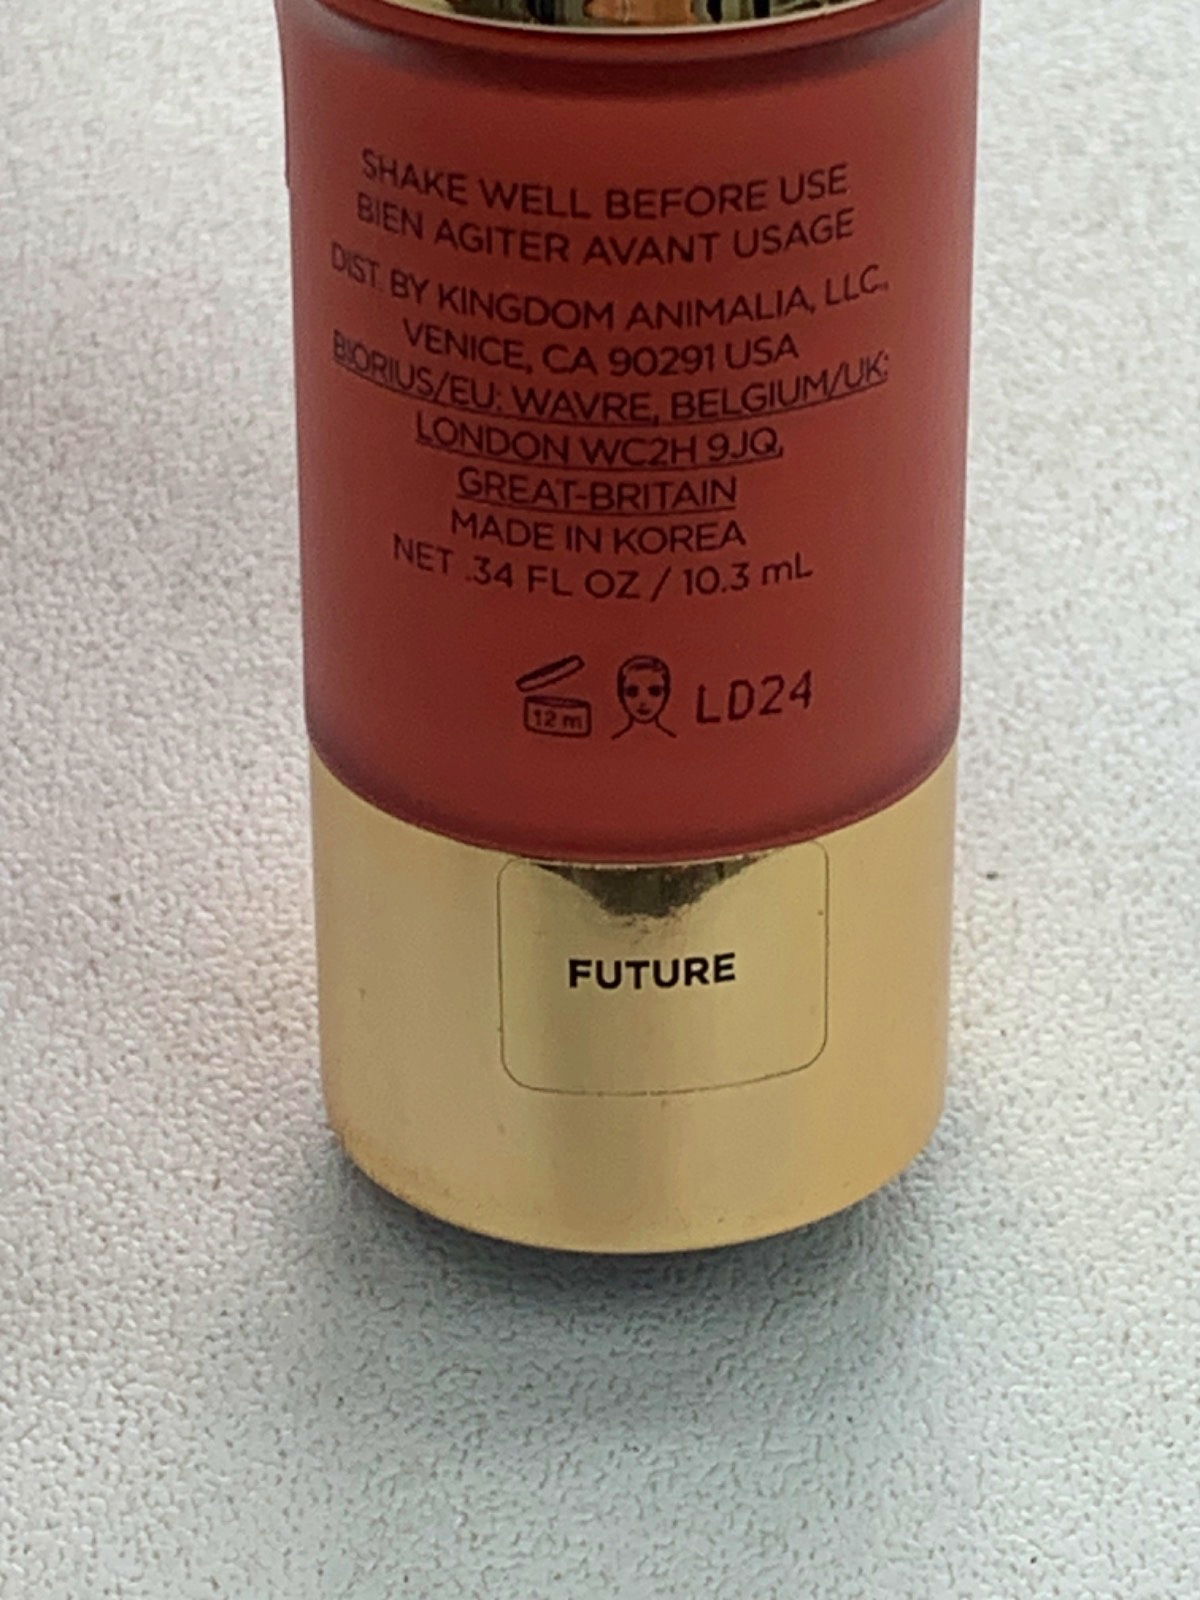 SHAKE WELL BEFORE USE
BIEN AGITER AVANT USAGE
DIST. BY KINGDOM ANIMALIA, LLC.,
VENICE, CA 90291 USA
BIORIUS/EU: WAVRE, BELGIUM/UK:
LONDON WC2H 9JQ,
GREAT-BRITAIN
MADE IN KOREA
NET .34 FL OZ / 10.3 mL
12 m LD24
FUTURE